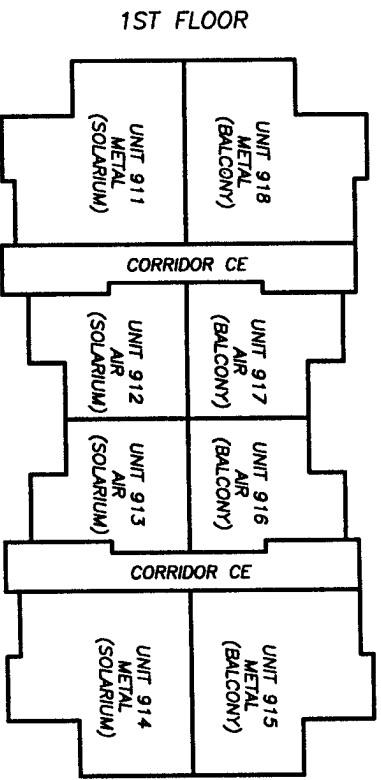 1ST FLOOR
UNIT 911
METAL
(SOLARIUM)
UNIT 918
METAL
(BALCONY)
CORRIDOR CE
UNIT 912
AIR
(SOLARIUM)
UNIT 917
AIR
(BALCONY)
UNIT 913
AIR
(SOLARIUM)
UNIT 916
AIR
(BALCONY)
CORRIDOR CE
UNIT 914
METAL
(SOLARIUM)
UNIT 915
METAL
(BALCONY)